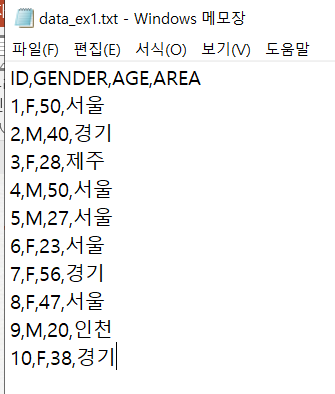 data_ex1.txt - Windows 메모장
파일(F) 편집(E) 서식(O) 보기(V) 도움말
ID,GENDER,AGE,AREA
1,F,50,서울
2,M,40,경기
3,F,28,제주
4,M,50,서울
5,M,27,서울
6,F,23,서울
7,F,56,경기
8,F,47,서울
9,M,20,인천
10,F,38,경기